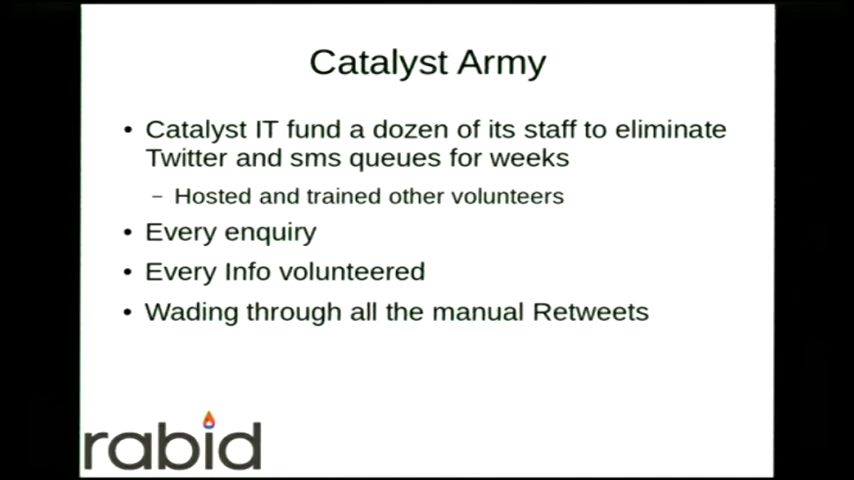 Catalyst Army
• Catalyst IT fund a dozen of its staff to eliminate
Twitter and sms queues for weeks
– Hosted and trained other volunteers
• Every enquiry
• Every Info volunteered
• Wading through all the manual Retweets
rabid